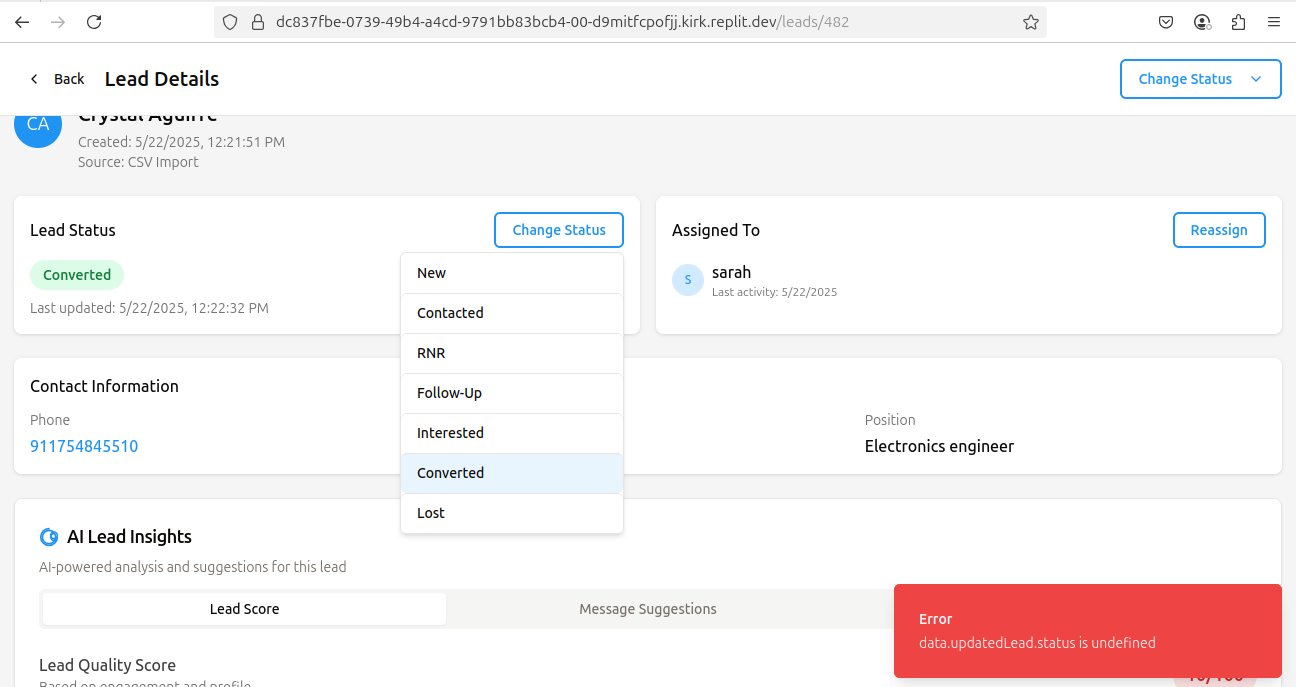 dc837fbe-0739-49b4-a4cd-9791bb83bcb4-00-d9mitfcpofjj.kirk.replit.dev/leads/482
Back
Lead Details
Change Status
CA
Crystal Aguirre
Created: 5/22/2025, 12:21:51 PM
Source: CSV Import
Lead Status
Change Status
Converted
Last updated: 5/22/2025, 12:22:32 PM
New
Contacted
RNR
Follow-Up
Interested
Converted
Lost
Assigned To
Reassign
S
sarah
Last activity: 5/22/2025
Contact Information
Phone
911754845510
Position
Electronics engineer
AI Lead Insights
AI-powered analysis and suggestions for this lead
Lead Score
Message Suggestions
Error
data.updatedLead.status is undefined
Lead Quality Score
Based on engagement and profile